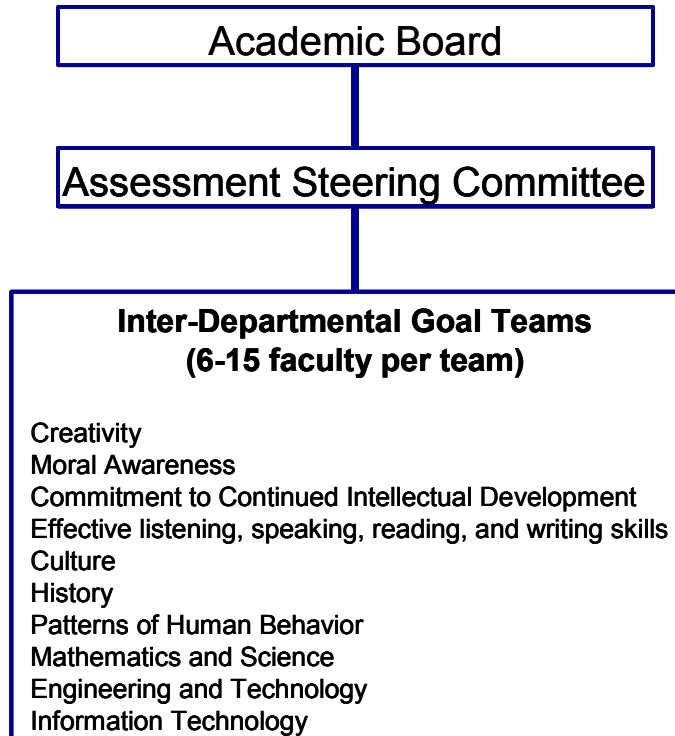 Academic Board
Assessment Steering Committee
Inter-Departmental Goal Teams
(6-15 faculty per team)
Creativity
Moral Awareness
Commitment to Continued Intellectual Development
Effective listening, speaking, reading, and writing skills
Culture
History
Patterns of Human Behavior
Mathematics and Science
Engineering and Technology
Information Technology